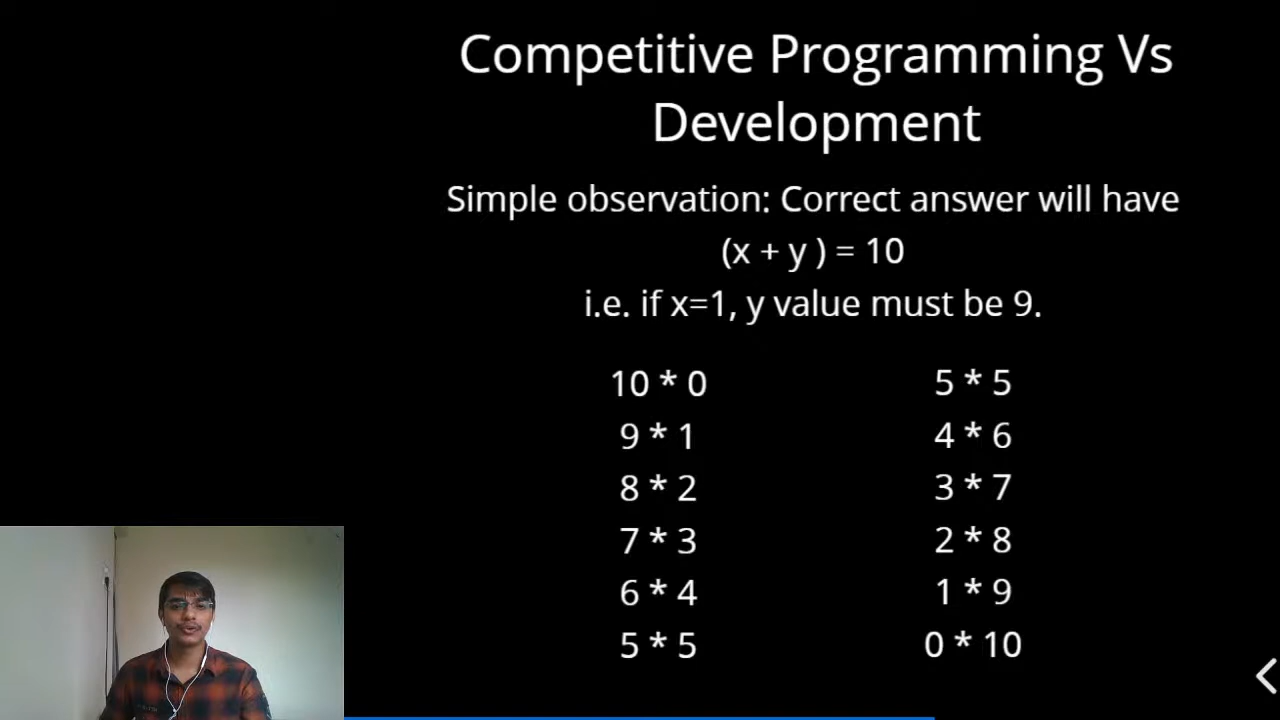 Competitive Programming Vs
Development
Simple observation: Correct answer will have
(x + y ) = 10
i.e. if x=1, y value must be 9.
10 * 0
9 * 1
8 * 2
7 * 3
6 * 4
5 * 5
5 * 5
4 * 6
3 * 7
2 * 8
1 * 9
0 * 10